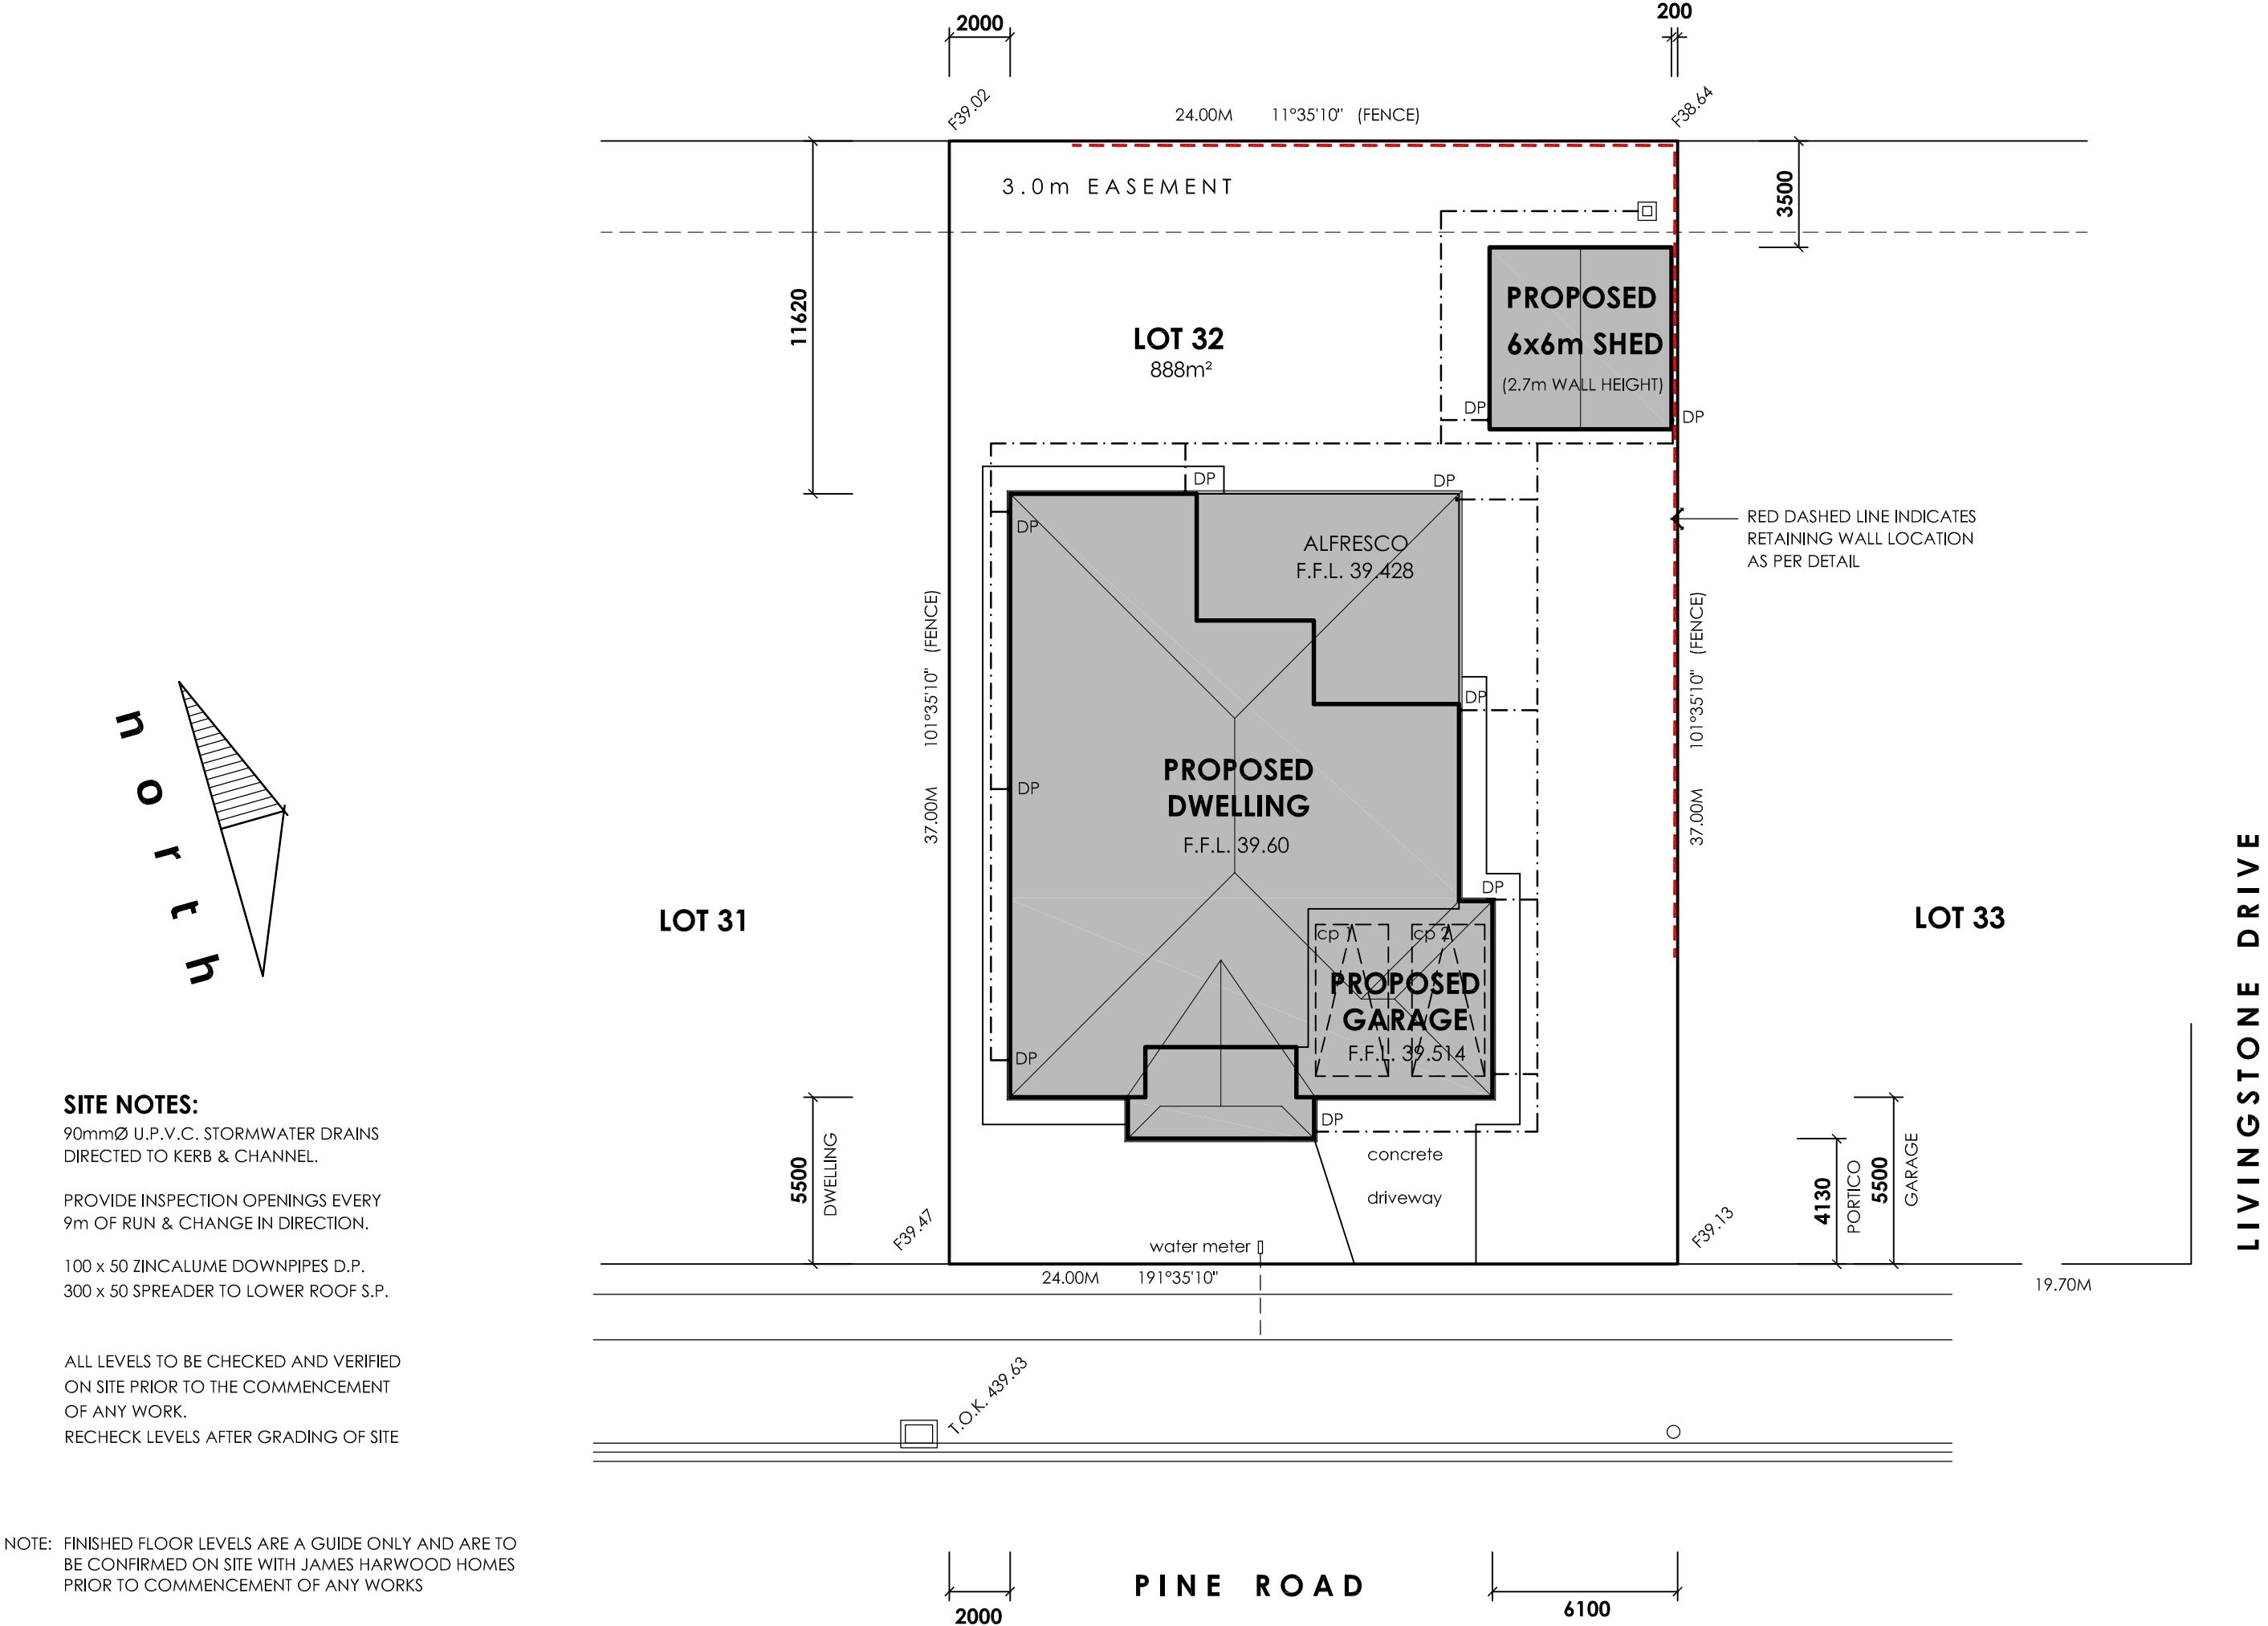 2000
200
F39.02
24.00M 11°35'10" (FENCE)
F38.64
3.0m EASEMENT
3500
11620
LOT 32
888m²
PROPOSED
6x6m SHED
(2.7m WALL HEIGHT)
DP
DP
DP
DP
DP
ALFRESCO
F.F.L. 39.428
RED DASHED LINE INDICATES
RETAINING WALL LOCATION
AS PER DETAIL
37.00M 101°35'10" (FENCE)
37.00M 101°35'10" (FENCE)
DP
north
PROPOSED
DWELLING
F.F.L. 39.60
DP
DP
LOT 31
LOT 33
LIVINGSTONE DRIVE
cp 1
cp 2
PROPOSED
GARAGE
F.F.L. 39.514
DP
DP
SITE NOTES:
90mmØ U.P.V.C. STORMWATER DRAINS
DIRECTED TO KERB & CHANNEL.
PROVIDE INSPECTION OPENINGS EVERY
9m OF RUN & CHANGE IN DIRECTION.
100 x 50 ZINCALUME DOWNPIPES D.P.
300 x 50 SPREADER TO LOWER ROOF S.P.
ALL LEVELS TO BE CHECKED AND VERIFIED
ON SITE PRIOR TO THE COMMENCEMENT
OF ANY WORK.
RECHECK LEVELS AFTER GRADING OF SITE
5500
DWELLING
concrete
driveway
4130
PORTICO
5500
GARAGE
F39.47
F39.13
water meter
24.00M 191°35'10"
19.70M
T.O.K. 439.63
NOTE: FINISHED FLOOR LEVELS ARE A GUIDE ONLY AND ARE TO
BE CONFIRMED ON SITE WITH JAMES HARWOOD HOMES
PRIOR TO COMMENCEMENT OF ANY WORKS
2000
PINE ROAD
6100